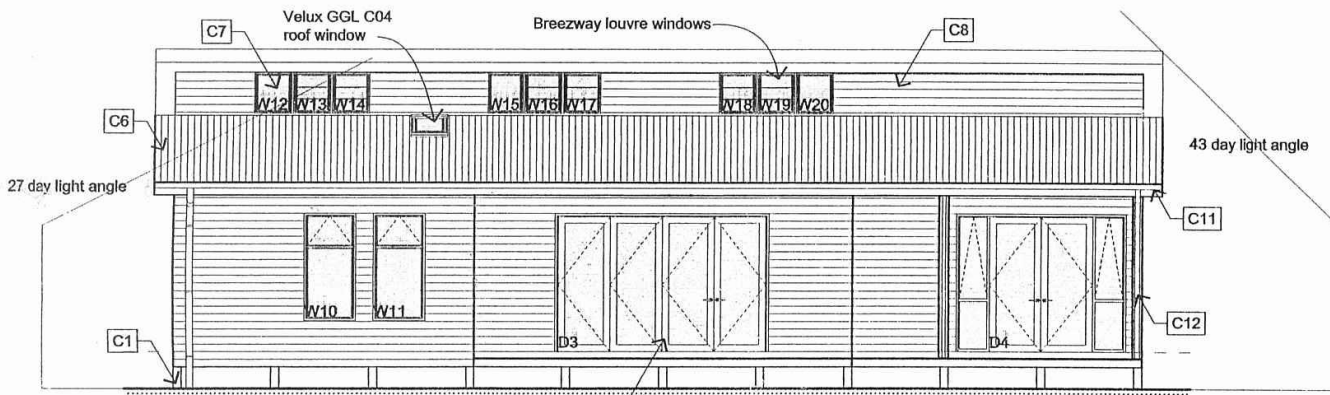 Velux GGL C04
roof window
Breezway louvre windows
C7
C8
W12 W13 W14
W15 W16 W17
W18 W19 W20
C6
43 day light angle
27 day light angle
C11
W10 W11
C12
C1
D3
D4